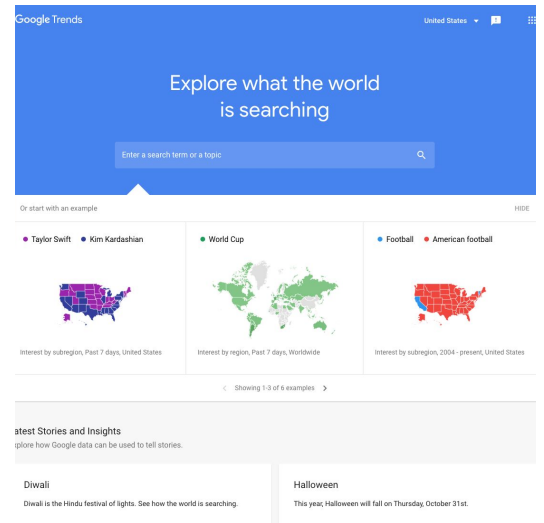 Google Trends
United States
Explore what the world
is searching
Enter a search term or a topic
Or start with an example
HIDE
Taylor Swift Kim Kardashian
Interest by subregion, Past 7 days, United States
World Cup
Interest by region, Past 7 days, Worldwide
Football American football
Interest by subregion, 2004 - present, United States
Showing 1-3 of 6 examples
atest Stories and Insights
xplore how Google data can be used to tell stories.
Diwali
Diwali is the Hindu festival of lights. See how the world is searching.
Halloween
This year, Halloween will fall on Thursday, October 31st.